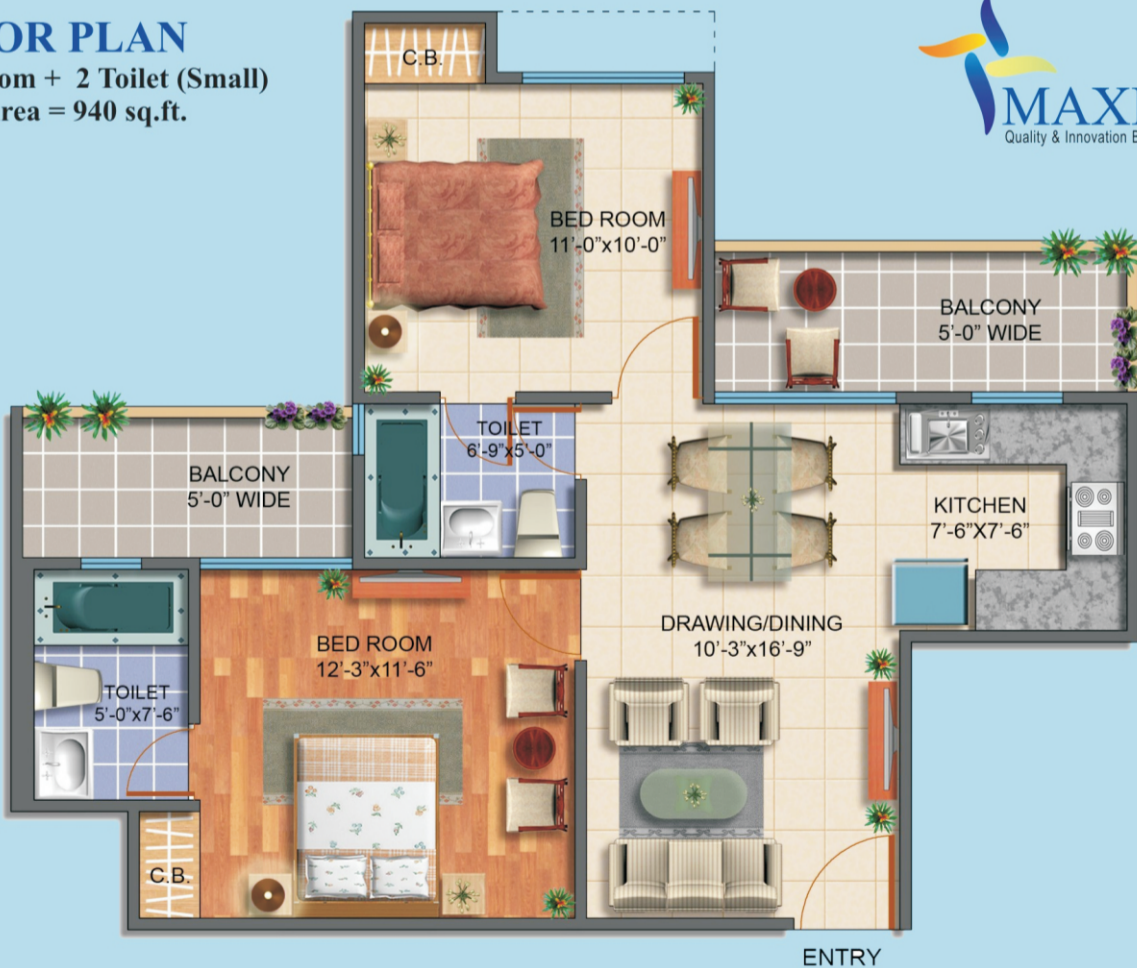 OR PLAN
om + 2 Toilet (Small)
rea = 940 sq.ft.
MAXI
Quality & Innovation
C.B.
BED ROOM
11'-0"x10'-0"
BALCONY
5'-0" WIDE
TOILET
6'-9"x5'-0"
BALCONY
5'-0" WIDE
KITCHEN
7'-6"X7'-6"
DRAWING/DINING
10'-3"x16'-9"
BED ROOM
12'-3"x11'-6"
TOILET
5'-0"x7'-6"
C.B.
ENTRY